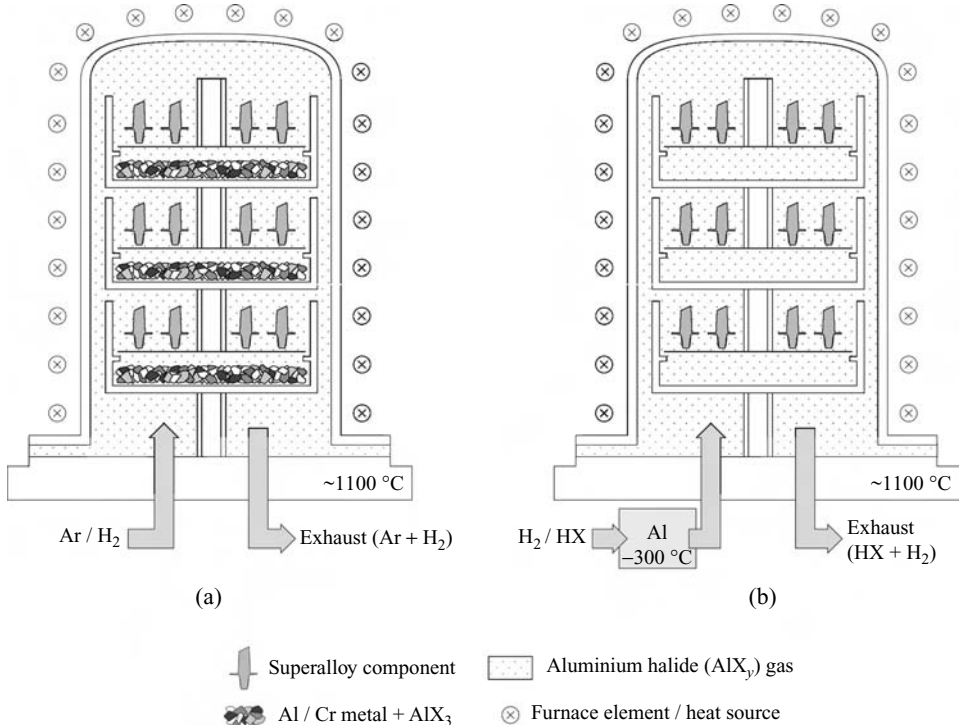 ~1100 °C
Ar / H2
Exhaust (Ar + H2)
(a)
~1100 °C
H2 / HX
Al
–300 °C
Exhaust
(HX + H2)
(b)
Superalloy component
Aluminium halide (AlXy) gas
Al / Cr metal + AlX3
Furnace element / heat source